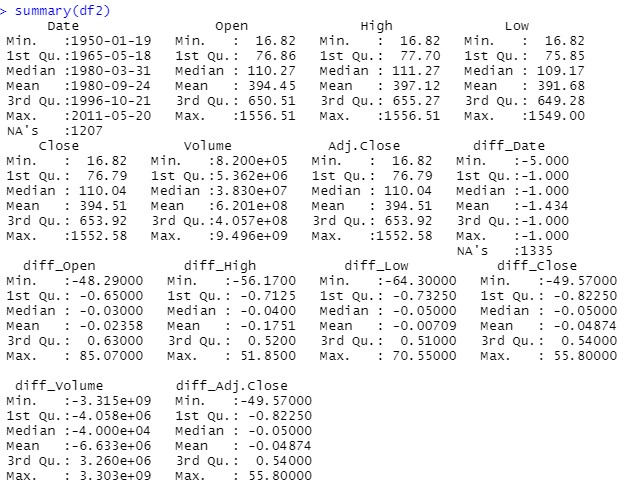 > summary(df2)
Date Open High Low
Min. :1950-01-19 Min. : 16.82 Min. : 16.82 Min. : 16.82
1st Qu.:1965-05-18 1st Qu.: 76.86 1st Qu.: 77.70 1st Qu.: 75.85
Median :1980-03-31 Median : 110.27 Median : 111.27 Median : 109.17
Mean :1980-09-24 Mean : 394.45 Mean : 397.12 Mean : 391.68
3rd Qu.:1996-10-21 3rd Qu.: 650.51 3rd Qu.: 655.27 3rd Qu.: 649.28
Max. :2011-05-20 Max. :1556.51 Max. :1556.51 Max. :1549.00
NA's :1207
Close Volume Adj.Close diff_Date
Min. : 16.82 Min. :8.200e+05 Min. : 16.82 Min. :-5.000
1st Qu.: 76.79 1st Qu.:5.362e+06 1st Qu.: 76.79 1st Qu.:-1.000
Median : 110.04 Median :3.830e+07 Median : 110.04 Median :-1.000
Mean : 394.51 Mean :6.201e+08 Mean : 394.51 Mean :-1.434
3rd Qu.: 653.92 3rd Qu.:4.057e+08 3rd Qu.: 653.92 3rd Qu.:-1.000
Max. :1552.58 Max. :9.496e+09 Max. :1552.58 Max. :-1.000
NA's :1335
diff_Open diff_High diff_Low diff_Close
Min. :-48.29000 Min. :-56.1700 Min. :-64.30000 Min. :-49.57000
1st Qu.: -0.65000 1st Qu.: -0.7125 1st Qu.: -0.73250 1st Qu.: -0.82250
Median : -0.03000 Median : -0.0400 Median : -0.05000 Median : -0.05000
Mean : -0.02358 Mean : -0.1751 Mean : -0.00709 Mean : -0.04874
3rd Qu.: 0.63000 3rd Qu.: 0.5200 3rd Qu.: 0.51000 3rd Qu.: 0.54000
Max. : 85.07000 Max. : 51.8500 Max. : 70.55000 Max. : 55.80000
diff_Volume diff_Adj.Close
Min. :-3.315e+09 Min. :-49.57000
1st Qu.:-4.058e+06 1st Qu.: -0.82250
Median :-4.000e+04 Median : -0.05000
Mean :-6.633e+06 Mean : -0.04874
3rd Qu.: 3.260e+06 3rd Qu.: 0.54000
Max. : 3.303e+09 Max. : 55.80000